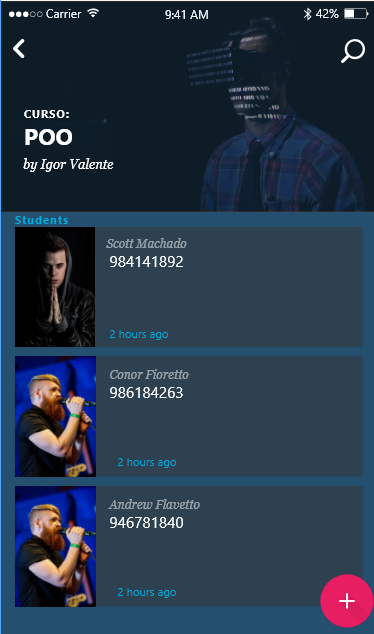 Carrier 9:41 AM 42%
CURSO:
POO
by Igor Valente
Students
Scott Machado
984141892
2 hours ago
Conor Fioretto
986184263
2 hours ago
Andrew Flavetto
946781840
2 hours ago
+